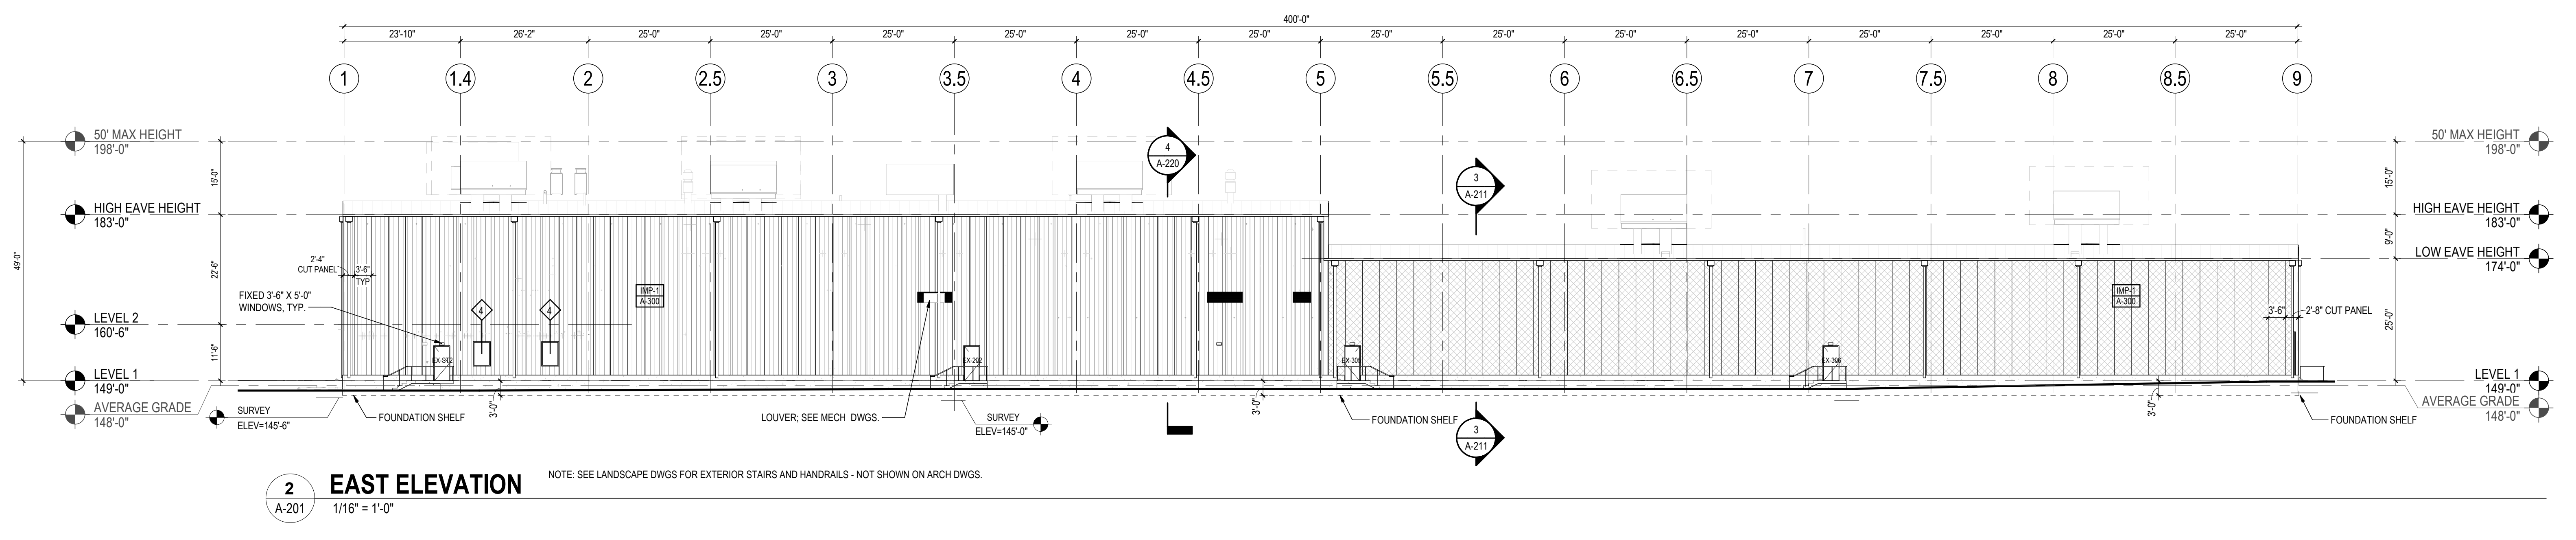 400'-0"
23'-10" 26'-2" 25'-0" 25'-0" 25'-0" 25'-0" 25'-0" 25'-0" 25'-0" 25'-0" 25'-0" 25'-0" 25'-0" 25'-0" 25'-0" 25'-0"
1 1.4 2 2.5 3 3.5 4 4.5 5 5.5 6 6.5 7 7.5 8 8.5 9
50' MAX HEIGHT
198'-0"
HIGH EAVE HEIGHT
183'-0"
LEVEL 2
160'-6"
LEVEL 1
149'-0"
AVERAGE GRADE
148'-0"
49'-0"
15'-0"
22'-6"
11'-6"
2'-4"
CUT PANEL
3'-6"
TYP
FIXED 3'-6" X 5'-0"
WINDOWS, TYP.
4
4
IMP-1
A-300
EX-202
EX-305
EX-306
4
A-220
3
A-211
3
A-211
IMP-1
A-300
3'-6"
2'-8" CUT PANEL
50' MAX HEIGHT
198'-0"
HIGH EAVE HEIGHT
183'-0"
LOW EAVE HEIGHT
174'-0"
LEVEL 1
149'-0"
AVERAGE GRADE
148'-0"
15'-0"
9'-0"
25'-0"
SURVEY
ELEV=145'-6"
FOUNDATION SHELF
3'-0"
LOUVER; SEE MECH DWGS.
SURVEY
ELEV=145'-0"
3'-0"
FOUNDATION SHELF
3'-0"
FOUNDATION SHELF
2
A-201
EAST ELEVATION
1/16" = 1'-0"
NOTE: SEE LANDSCAPE DWGS FOR EXTERIOR STAIRS AND HANDRAILS - NOT SHOWN ON ARCH DWGS.